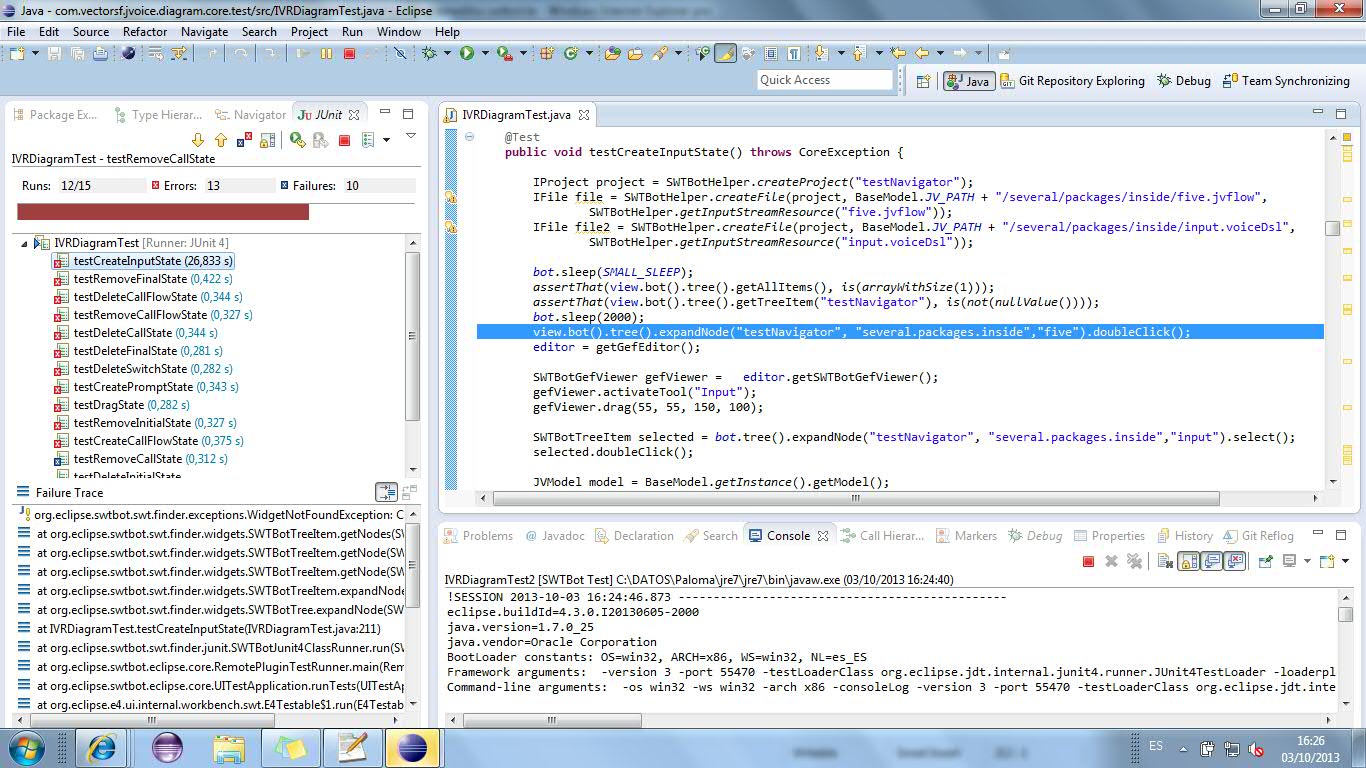 Java - com.vectorsf.jvoice.diagram.core.test/src/IVRDiagramTest.java - Eclipse
File Edit Source Refactor Navigate Search Project Run Window Help
Quick Access
Java Git Repository Exploring Debug Team Synchronizing
Package Ex... Type Hierar... Navigator JUnit
IVRDiagramTest - testRemoveCallState
Runs: 12/15 Errors: 13 Failures: 10
IVRDiagramTest [Runner: JUnit 4]
testCreateInputState (26,833 s)
testRemoveFinalState (0,422 s)
testDeleteCallFlowState (0,344 s)
testRemoveCallFlowState (0,327 s)
testDeleteCallState (0,344 s)
testDeleteFinalState (0,281 s)
testDeleteSwitchState (0,282 s)
testCreatePromptState (0,343 s)
testDragState (0,282 s)
testRemoveInitialState (0,327 s)
testCreateCallFlowState (0,375 s)
testRemoveCallState (0,312 s)
testDeleteInitialState
Failure Trace
org.eclipse.swtbot.swt.finder.exceptions.WidgetNotFoundException: C
at org.eclipse.swtbot.swt.finder.widgets.SWTBotTreeItem.getNodes(SW
at org.eclipse.swtbot.swt.finder.widgets.SWTBotTreeItem.getNode(SWT
at org.eclipse.swtbot.swt.finder.widgets.SWTBotTreeItem.getNode(SWT
at org.eclipse.swtbot.swt.finder.widgets.SWTBotTreeItem.expandNode(
at org.eclipse.swtbot.swt.finder.widgets.SWTBotTree.expandNode(SWT
at IVRDiagramTest.testCreateInputState(IVRDiagramTest.java:211)
at org.eclipse.swtbot.swt.finder.junit.SWTBotJunit4ClassRunner.run(SW
at org.eclipse.swtbot.eclipse.core.RemotePluginTestRunner.main(Rem
at org.eclipse.swtbot.eclipse.core.UITestApplication.runTests(UITestAp
at org.eclipse.e4.ui.internal.workbench.swt.E4Testable$1.run(E4Testab
IVRDiagramTest.java
@Test
public void testCreateInputState() throws CoreException {
IProject project = SWTBotHelper.createProject("testNavigator");
IFile file = SWTBotHelper.createFile(project, BaseModel.JV_PATH + "/several/packages/inside/five.jvflow",
SWTBotHelper.getInputStreamResource("five.jvflow"));
IFile file2 = SWTBotHelper.createFile(project, BaseModel.JV_PATH + "/several/packages/inside/input.voiceDsl",
SWTBotHelper.getInputStreamResource("input.voiceDsl"));
bot.sleep(SMALL_SLEEP);
assertThat(view.bot().tree().getAllItems(), is(arrayWithSize(1)));
assertThat(view.bot().tree().getTreeItem("testNavigator"), is(not(nullValue())));
bot.sleep(2000);
view.bot().tree().expandNode("testNavigator", "several.packages.inside","five").doubleClick();
editor = getGefEditor();
SWTBotGefViewer gefViewer = editor.getSWTBotGefViewer();
gefViewer.activateTool("Input");
gefViewer.drag(55, 55, 150, 100);
SWTBotTreeItem selected = bot.tree().expandNode("testNavigator", "several.packages.inside","input").select();
selected.doubleClick();
JVModel model = BaseModel.getInstance().getModel();
Problems Javadoc Declaration Search Console Call Hierar... Markers Debug Properties History Git Reflog
IVRDiagramTest2 [SWTBot Test] C:\DATOS\Paloma\jre7\jre7\bin\javaw.exe (03/10/2013 16:24:40)
!SESSION 2013-10-03 16:24:46.873 -----------------------------------------------
eclipse.buildId=4.3.0.I20130605-2000
java.version=1.7.0_25
java.vendor=Oracle Corporation
BootLoader constants: OS=win32, ARCH=x86, WS=win32, NL=es_ES
Framework arguments:  -version 3 -port 55470 -testLoaderClass org.eclipse.jdt.internal.junit4.runner.JUnit4TestLoader -loaderpl
Command-line arguments:  -os win32 -ws win32 -arch x86 -consoleLog -version 3 -port 55470 -testLoaderClass org.eclipse.jdt.inte
ES
16:26
03/10/2013